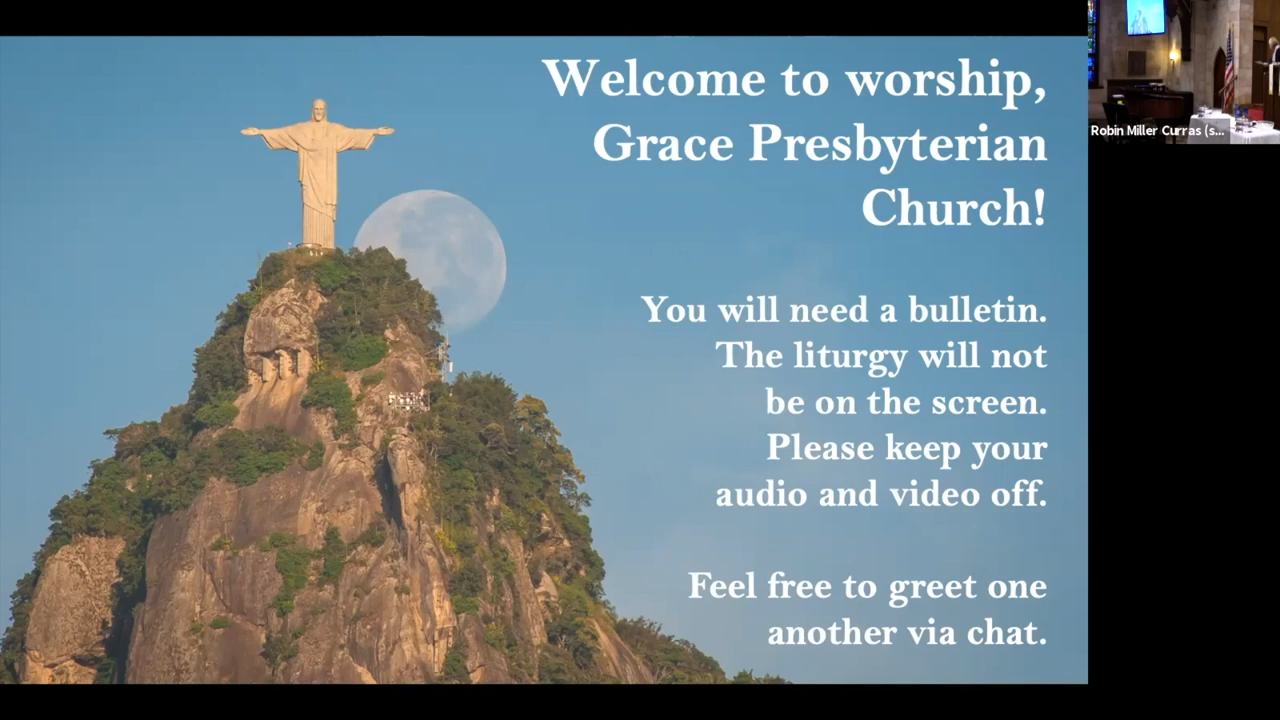 Welcome to worship,
Grace Presbyterian
Church!
You will need a bulletin.
The liturgy will not
be on the screen.
Please keep your
audio and video off.
Feel free to greet one
another via chat.
Robin Miller Curras (s...